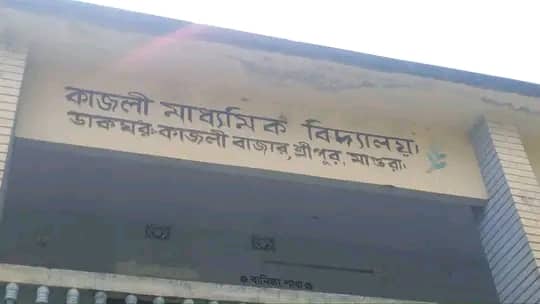 কাজলী মাধ্যমিক বিদ্যালয়।
ডাকঘর: কাজলী বাজার, শ্রীপুর, মাগুরা।
বালিকা শাখা